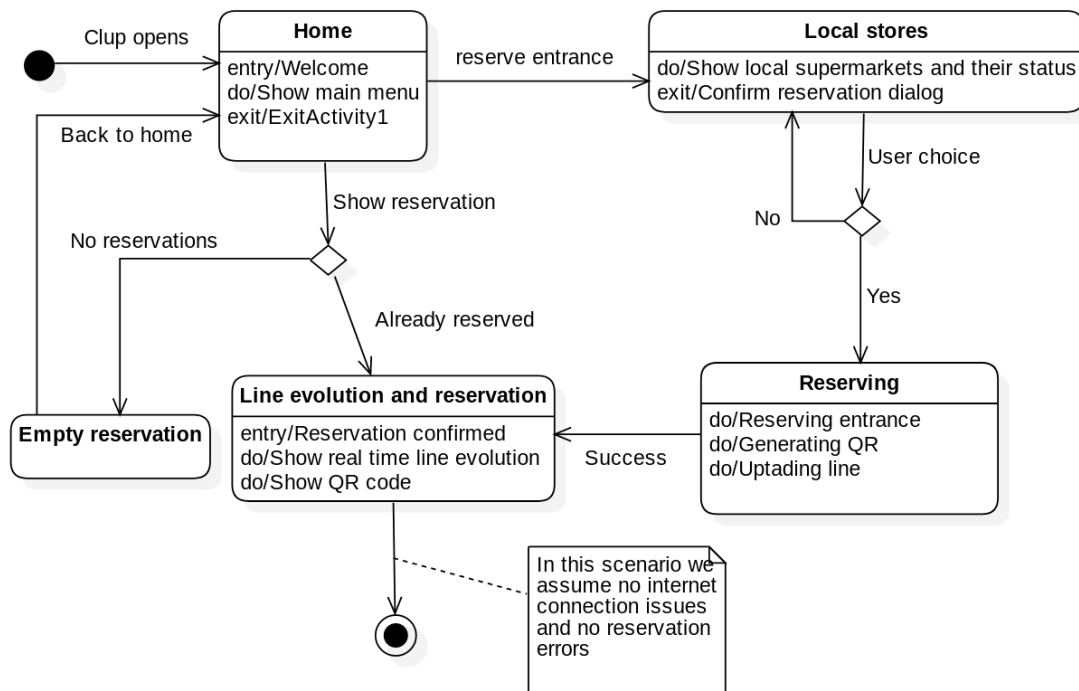 Clup opens
Home
entry/Welcome
do/Show main menu
exit/ExitActivity1
reserve entrance
Local stores
do/Show local supermarkets and their status
exit/Confirm reservation dialog
Back to home
User choice
Show reservation
No
No reservations
Yes
Already reserved
Line evolution and reservation
entry/Reservation confirmed
do/Show real time line evolution
do/Show QR code
Reserving
do/Reserving entrance
do/Generating QR
do/Uptading line
Empty reservation
Success
In this scenario we
assume no internet
connection issues
and no reservation
errors